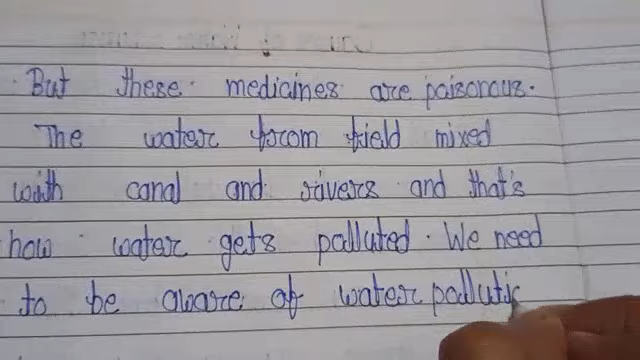 But these medicines are poisonous.
The water from field mixed
with canal and rivers and that's
how water gets polluted. We need
to be aware of water polluti